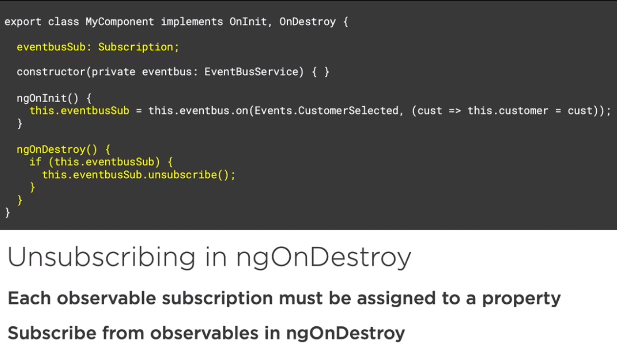 export class MyComponent implements OnInit, OnDestroy {
eventbusSub: Subscription;
constructor(private eventbus: EventBusService) { }
ngOnInit() {
this.eventbusSub = this.eventbus.on(Events.CustomerSelected, (cust => this.customer = cust));
}
ngOnDestroy() {
if (this.eventbusSub) {
this.eventbusSub.unsubscribe();
}
}
}
Unsubscribing in ngOnDestroy
Each observable subscription must be assigned to a property
Subscribe from observables in ngOnDestroy